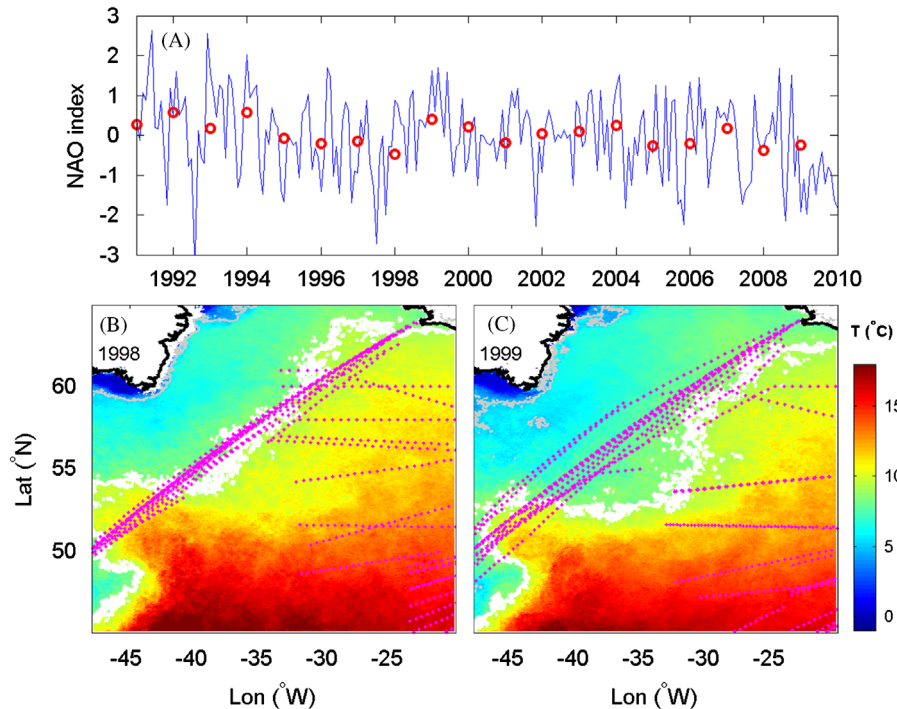 3
(A)
2
1
0
-1
-2
-3
NAO index
1992 1994 1996 1998 2000 2002 2004 2006 2008 2010
(B)
1998
(C)
1999
T (°C)
60
55
50
Lat (°N)
15
10
5
0
-45 -40 -35 -30 -25
-45 -40 -35 -30 -25
Lon (°W)
Lon (°W)